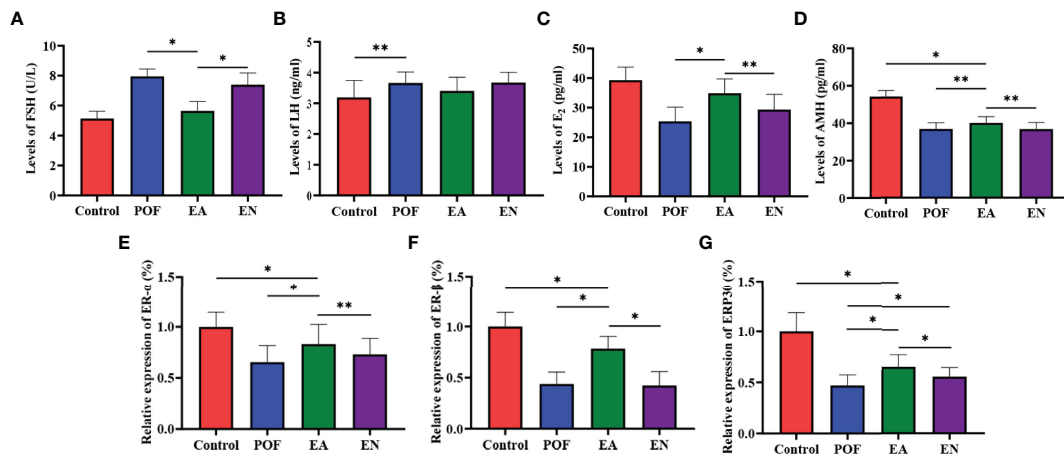 A
Levels of FSH (U/L)
10
8
6
4
2
0
*
*
Control POF EA EN
B
Levels of LH (ng/ml)
6
5
4
3
2
1
0
**
Control POF EA EN
C
Levels of E2 (pg/ml)
50
40
30
20
10
0
*
**
Control POF EA EN
D
Levels of AMH (pg/ml)
80
60
40
20
0
*
**
**
Control POF EA EN
E
Relative expression of ER-α (%)
1.5
1.0
0.5
0.0
*
*
**
Control POF EA EN
F
Relative expression of ER-β (%)
1.5
1.0
0.5
0.0
*
*
*
Control POF EA EN
G
Relative expression of ERP30 (%)
1.5
1.0
0.5
0.0
*
*
*
*
Control POF EA EN